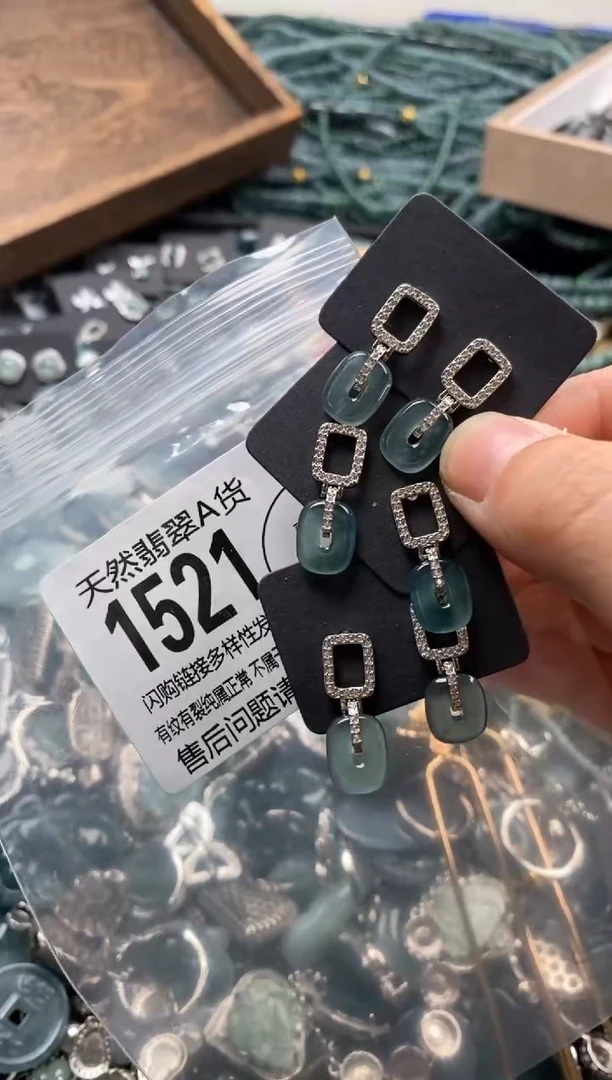 天然翡翠A货
1521
闪购链接多样性发
有纹有裂纯属正常 不属于
售后问题请